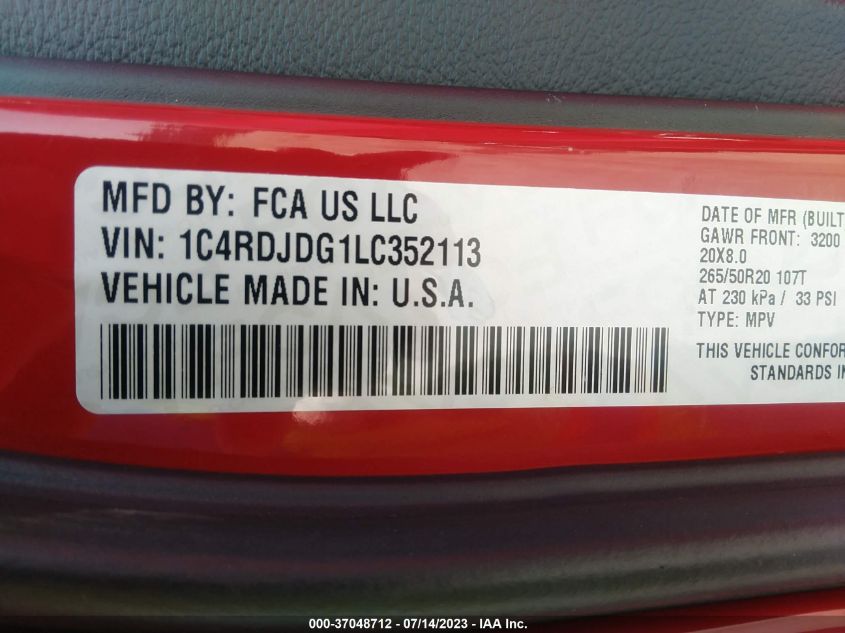 MFD BY: FCA US LLC
VIN: 1C4RDJDG1LC352113
VEHICLE MADE IN: U.S.A.
DATE OF MFR (BUILT
GAWR FRONT: 3200
20X8.0
265/50R20 107T
AT 230 kPa / 33 PSI
TYPE: MPV
THIS VEHICLE CONFOR
STANDARDS IN
000-37048712 - 07/14/2023 - IAA Inc.